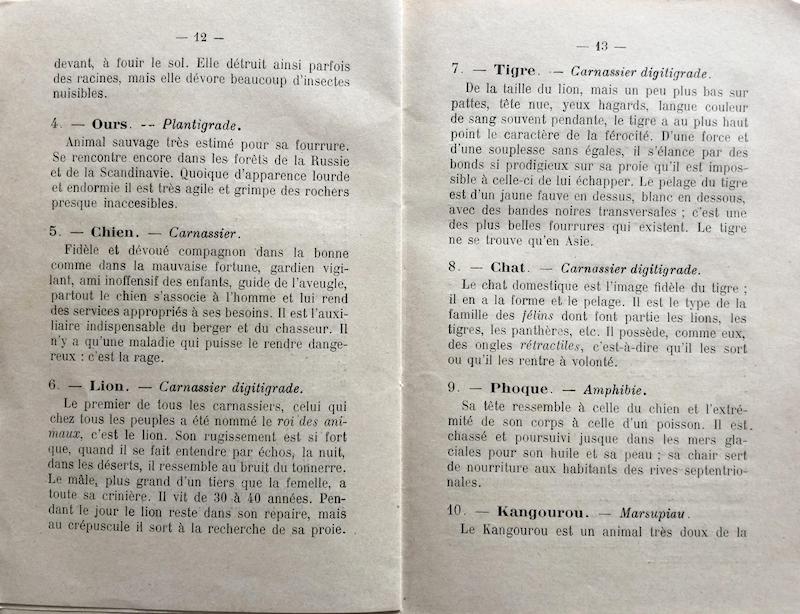 — 12 —
devant, à fouir le sol. Elle détruit ainsi parfois
des racines, mais elle dévore beaucoup d'insectes
nuisibles.
4. — Ours. -- Plantigrade.
Animal sauvage très estimé pour sa fourrure.
Se rencontre encore dans les forêts de la Russie
et de la Scandinavie. Quoique d'apparence lourde
et endormie il est très agile et grimpe des rochers
presque inaccesibles.
5. — Chien. — Carnassier.
Fidèle et dévoué compagnon dans la bonne
comme dans la mauvaise fortune, gardien vigi-
lant, ami inoffensif des enfants, guide de l'aveugle,
partout le chien s'associe à l'homme et lui rend
des services appropriés à ses besoins. Il est l'auxi-
liaire indispensable du berger et du chasseur. Il
n'y a qu'une maladie qui puisse le rendre dange-
reux : c'est la rage.
6. — Lion. — Carnassier digitigrade.
Le premier de tous les carnassiers, celui qui
chez tous les peuples a été nommé le roi des ani-
maux, c'est le lion. Son rugissement est si fort
que, quand il se fait entendre par échos, la nuit,
dans les déserts, il ressemble au bruit du tonnerre.
Le mâle, plus grand d'un tiers que la femelle, a
toute sa crinière. Il vit de 30 à 40 années. Pen-
dant le jour le lion reste dans son repaire, mais
au crépuscule il sort à la recherche de sa proie.
— 13 —
7. — Tigre. -- Carnassier digitigrade.
De la taille du lion, mais un peu plus bas sur
pattes, tête nue, yeux hagards, langue couleur
de sang souvent pendante, le tigre a au plus haut
point le caractère de la férocité. D'une force et
d'une souplesse sans égales, il s'élance par des
bonds si prodigieux sur sa proie qu'il est impos-
sible à celle-ci de lui échapper. Le pelage du tigre
est d'un jaune fauve en dessus, blanc en dessous,
avec des bandes noires transversales ; c'est une
des plus belles fourrures qui existent. Le tigre
ne se trouve qu'en Asie.
8. — Chat. — Carnassier digitigrade.
Le chat domestique est l'image fidèle du tigre ;
il en a la forme et le pelage. Il est le type de la
famille des félins dont font partie les lions, les
tigres, les panthères, etc. Il possède, comme eux,
des ongles rétractiles, c'est-à-dire qu'il les sort
ou qu'il les rentre à volonté.
9. — Phoque. — Amphibie.
Sa tête ressemble à celle du chien et l'extré-
mité de son corps à celle d'un poisson. Il est
chassé et poursuivi jusque dans les mers gla-
ciales pour son huile et sa peau ; sa chair sert
de nourriture aux habitants des rives septentrio-
nales.
10. — Kangourou. — Marsupiau.
Le Kangourou est un animal très doux de la